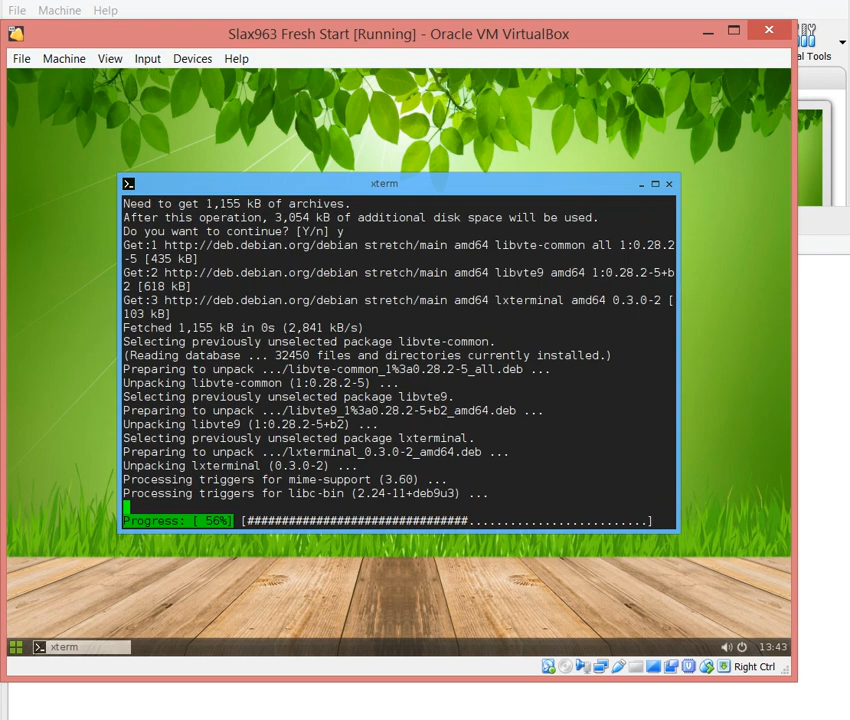 File Machine Help
Slax963 Fresh Start [Running] - Oracle VM VirtualBox
al Tools
File Machine View Input Devices Help
xterm
Need to get 1,155 kB of archives.
After this operation, 3,054 kB of additional disk space will be used.
Do you want to continue? [Y/n] y
Get:1 http://deb.debian.org/debian stretch/main amd64 libvte-common all 1:0.28.2
-5 [435 kB]
Get:2 http://deb.debian.org/debian stretch/main amd64 libvte9 amd64 1:0.28.2-5+b
2 [618 kB]
Get:3 http://deb.debian.org/debian stretch/main amd64 lxterminal amd64 0.3.0-2 [
103 kB]
Fetched 1,155 kB in 0s (2,841 kB/s)
Selecting previously unselected package libvte-common.
(Reading database ... 32450 files and directories currently installed.)
Preparing to unpack .../libvte-common_1%3a0.28.2-5_all.deb ...
Unpacking libvte-common (1:0.28.2-5) ...
Selecting previously unselected package libvte9.
Preparing to unpack .../libvte9_1%3a0.28.2-5+b2_amd64.deb ...
Unpacking libvte9 (1:0.28.2-5+b2) ...
Selecting previously unselected package lxterminal.
Preparing to unpack .../lxterminal_0.3.0-2_amd64.deb ...
Unpacking lxterminal (0.3.0-2) ...
Processing triggers for mime-support (3.60) ...
Processing triggers for libc-bin (2.24-11+deb9u3) ...
Progress: [ 56%] [################################..........................]
xterm 13:43
Right Ctrl